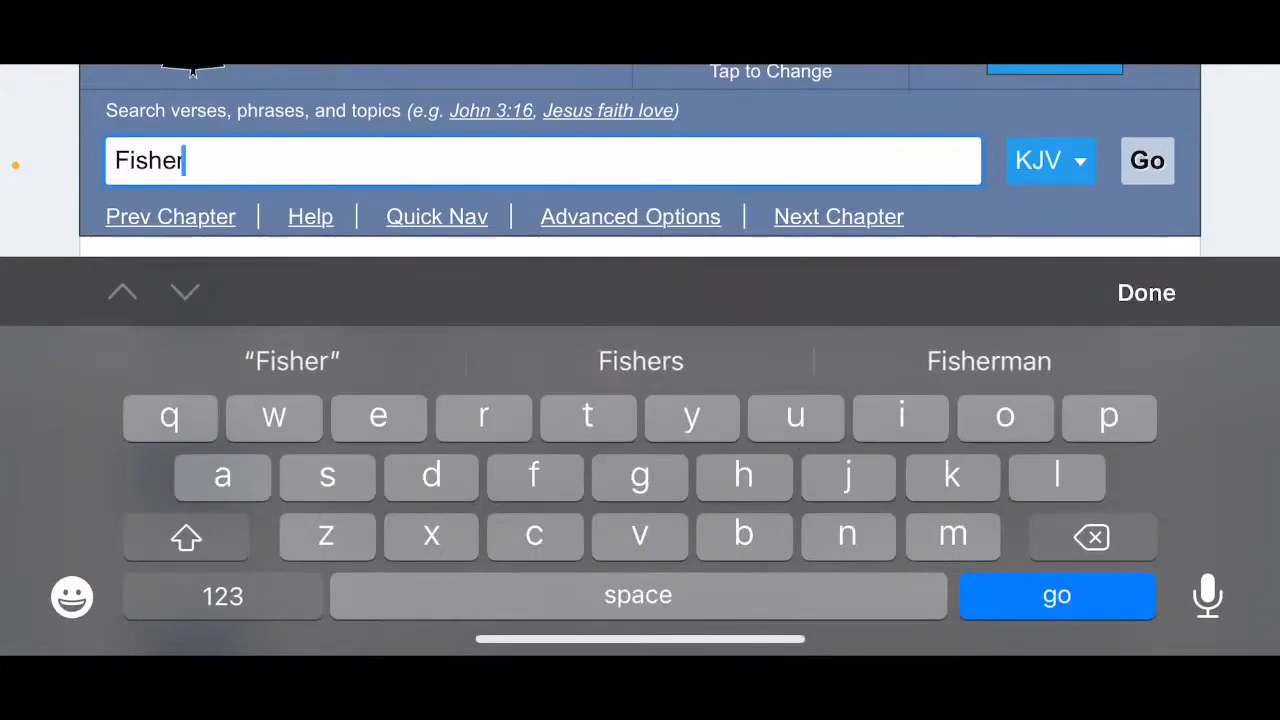 Tap to Change
Search verses, phrases, and topics (e.g. John 3:16, Jesus faith love)
Fisher KJV Go
Prev Chapter | Help | Quick Nav | Advanced Options | Next Chapter
Done
“Fisher” Fishers Fisherman
q w e r t y u i o p
a s d f g h j k l
z x c v b n m
123 space go